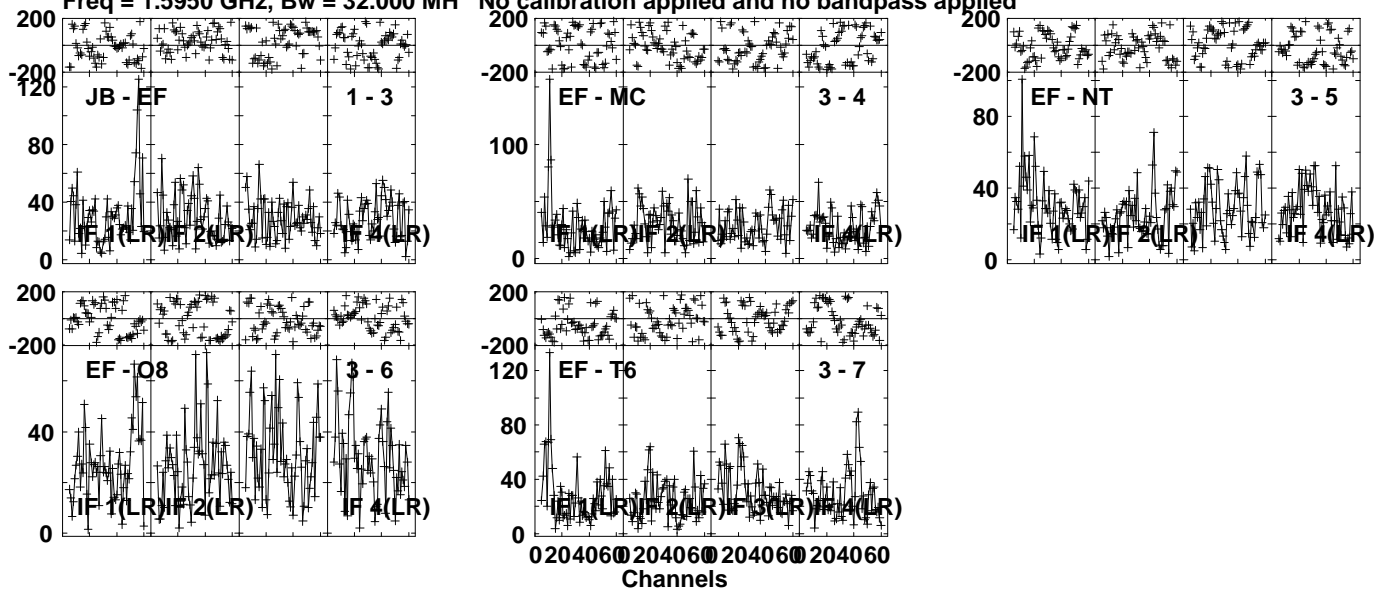 Freq = 1.5950 GHz, Bw = 32.000 MH No calibration applied and no bandpass applied
200
-200
120
80
40
0
JB - EF
1 - 3
IF 1(LR)
IF 2(LR)
IF 4(LR)
200
-200
100
0
EF - MC
3 - 4
IF 1(LR)
IF 2(LR)
IF 4(LR)
200
-200
80
40
0
EF - NT
3 - 5
IF 1(LR)
IF 2(LR)
IF 4(LR)
200
-200
40
0
EF - O8
3 - 6
IF 1(LR)
IF 2(LR)
IF 4(LR)
200
-200
120
80
40
0
EF - T6
3 - 7
IF 1(LR)
IF 2(LR)
IF 3(LR)
IF 4(LR)
0 20 40 60 0 20 40 60 0 20 40 60 0 20 40 60
Channels